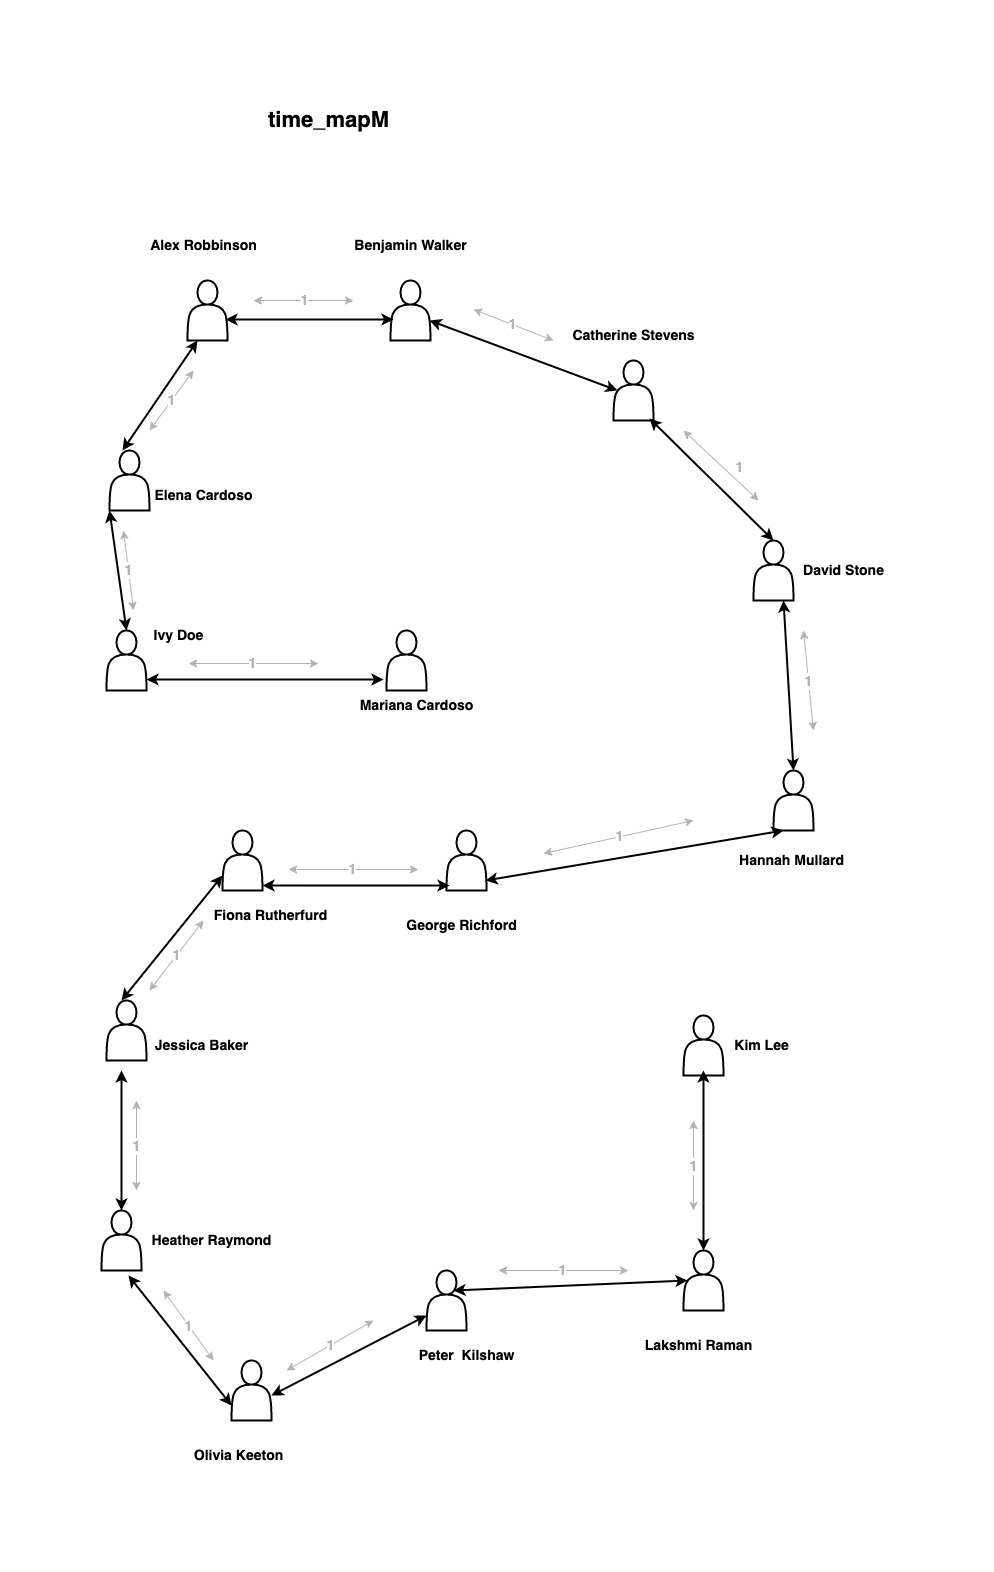 time_mapM
Alex Robbinson
Benjamin Walker
1
1
Catherine Stevens
1
1
Elena Cardoso
1
David Stone
Ivy Doe
1
1
Mariana Cardoso
1
1
1
Hannah Mullard
Fiona Rutherfurd
George Richford
1
Jessica Baker
Kim Lee
1
1
Heather Raymond
1
1
1
Lakshmi Raman
Peter  Kilshaw
Olivia Keeton